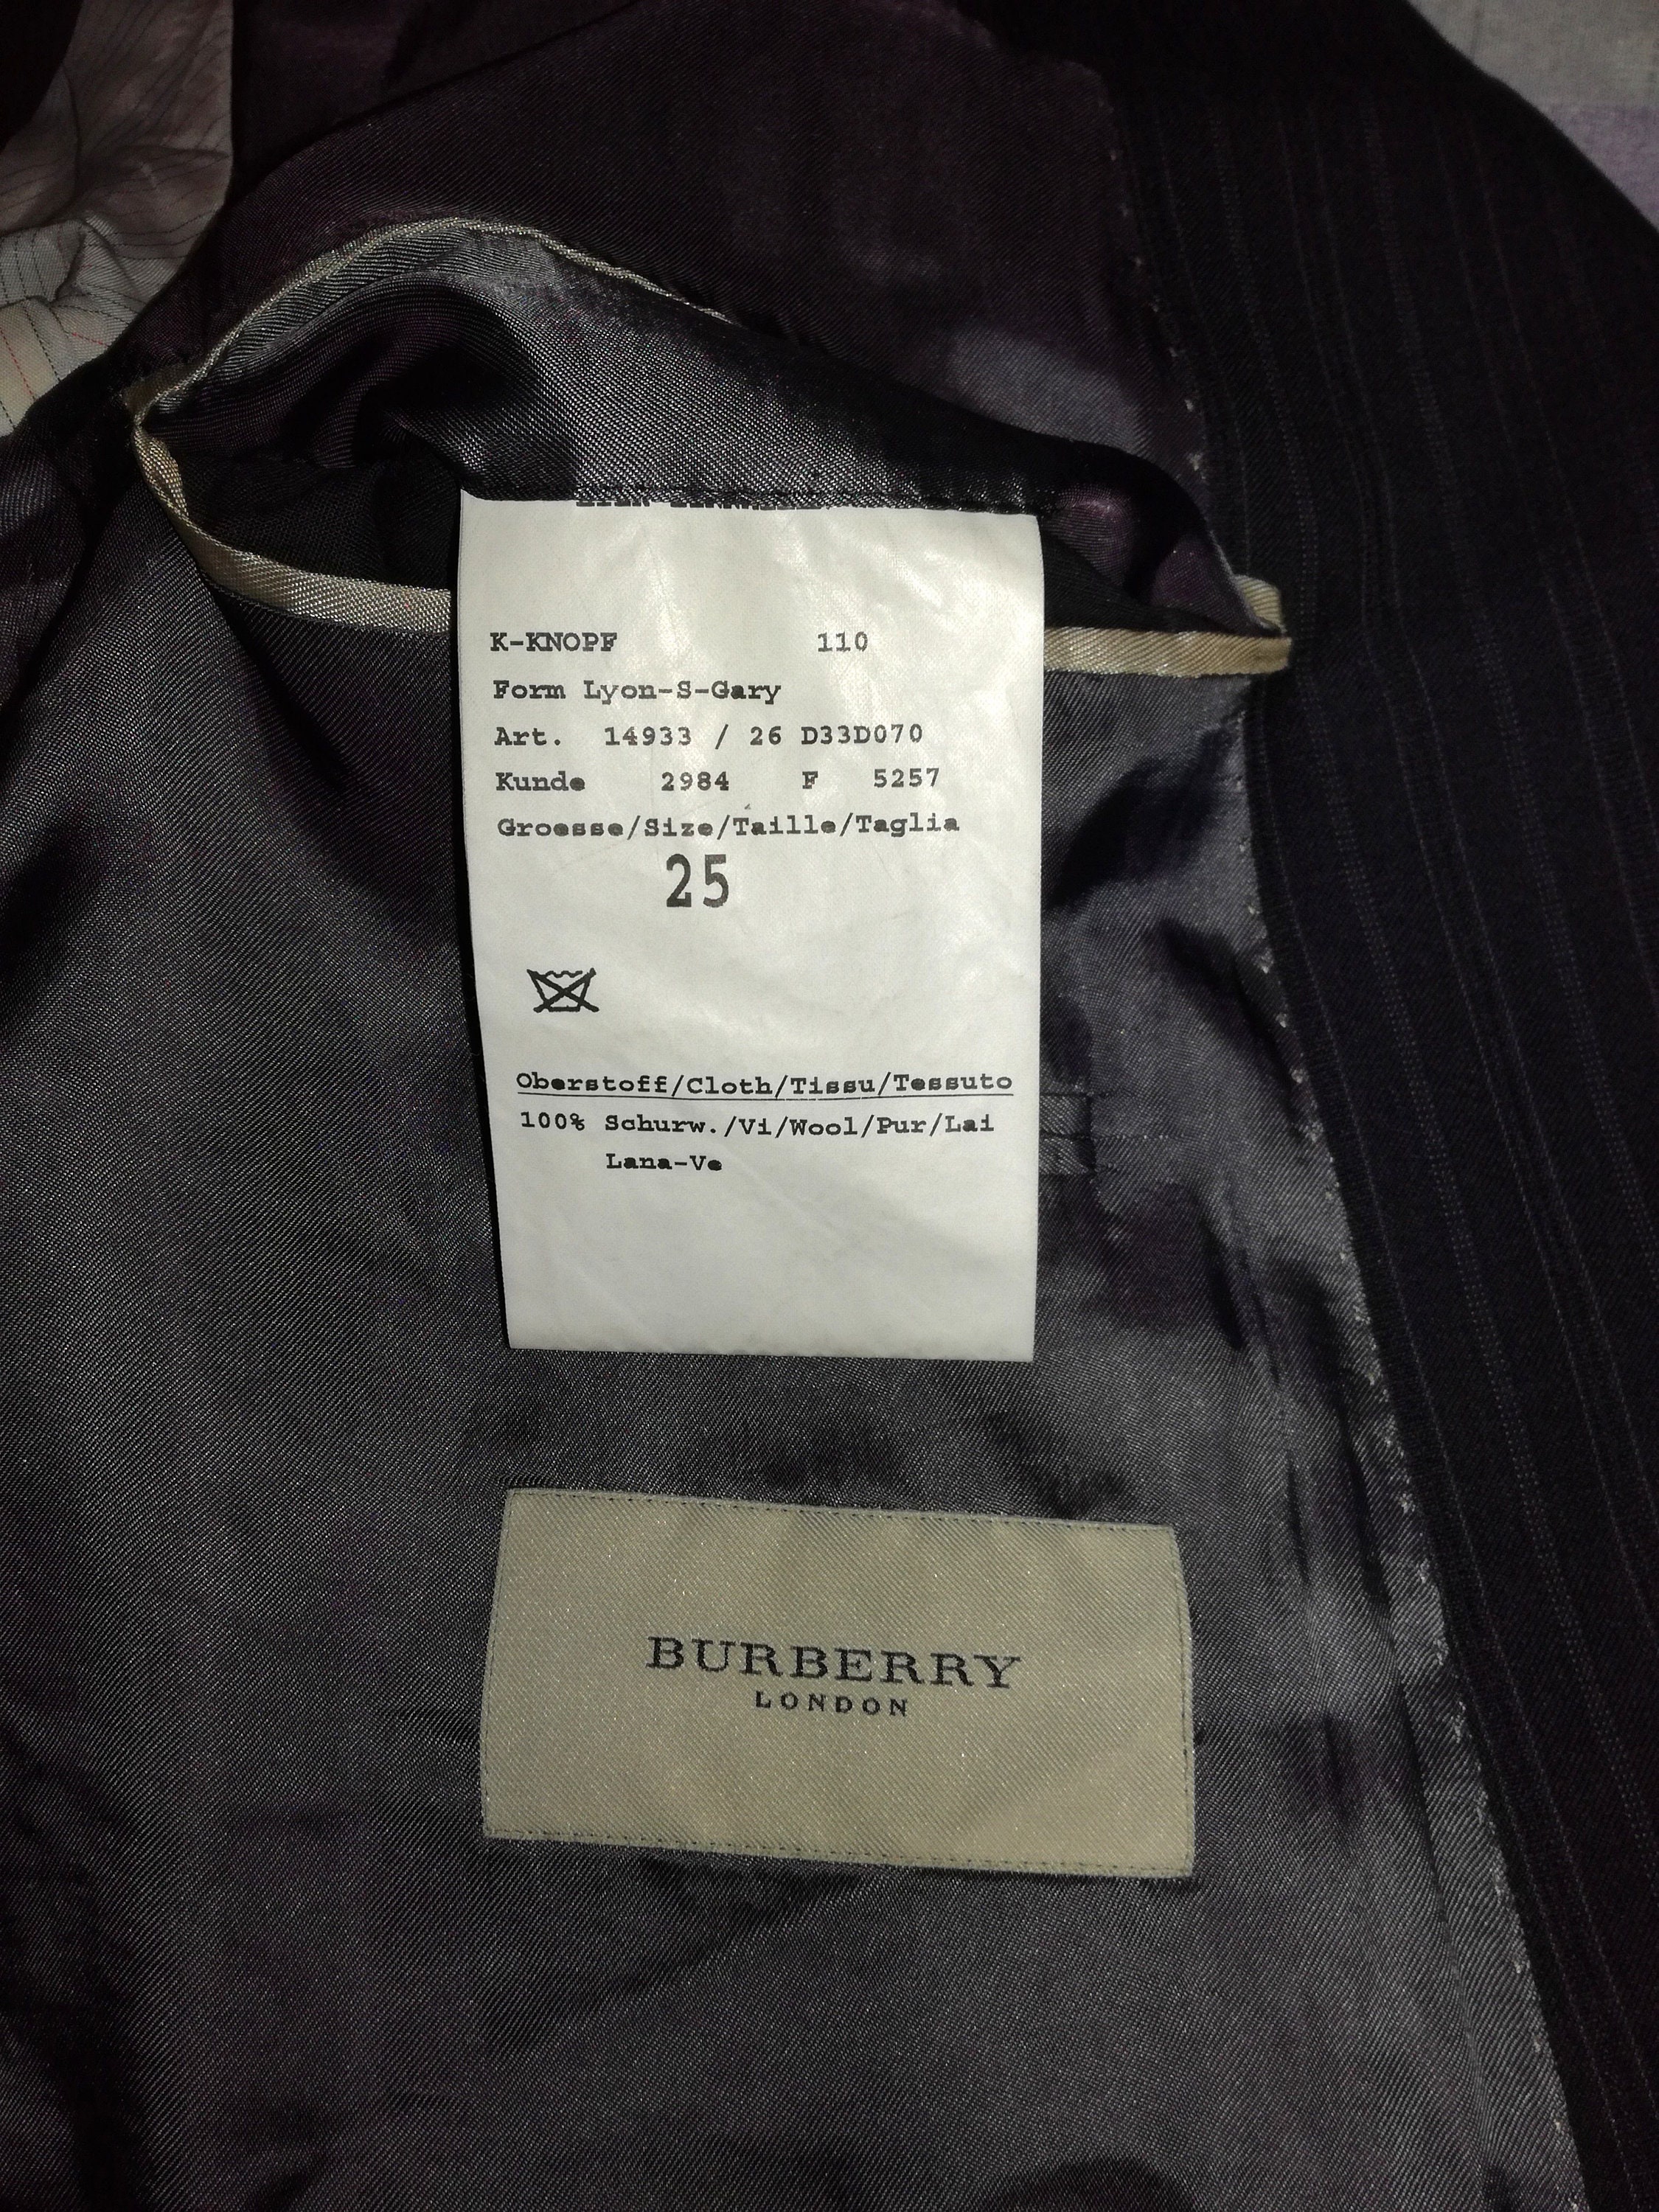 K-KNOPF 110
Form Lyon-S-Gary
Art. 14933 / 26 D33D070
Kunde 2984 F 5257
Groesse/Size/Taille/Taglia
25
Oberstoff/Cloth/Tissu/Tessuto
100% Schurw./Vi/Wool/Pur/Lai
Lana-Ve
BURBERRY
LONDON